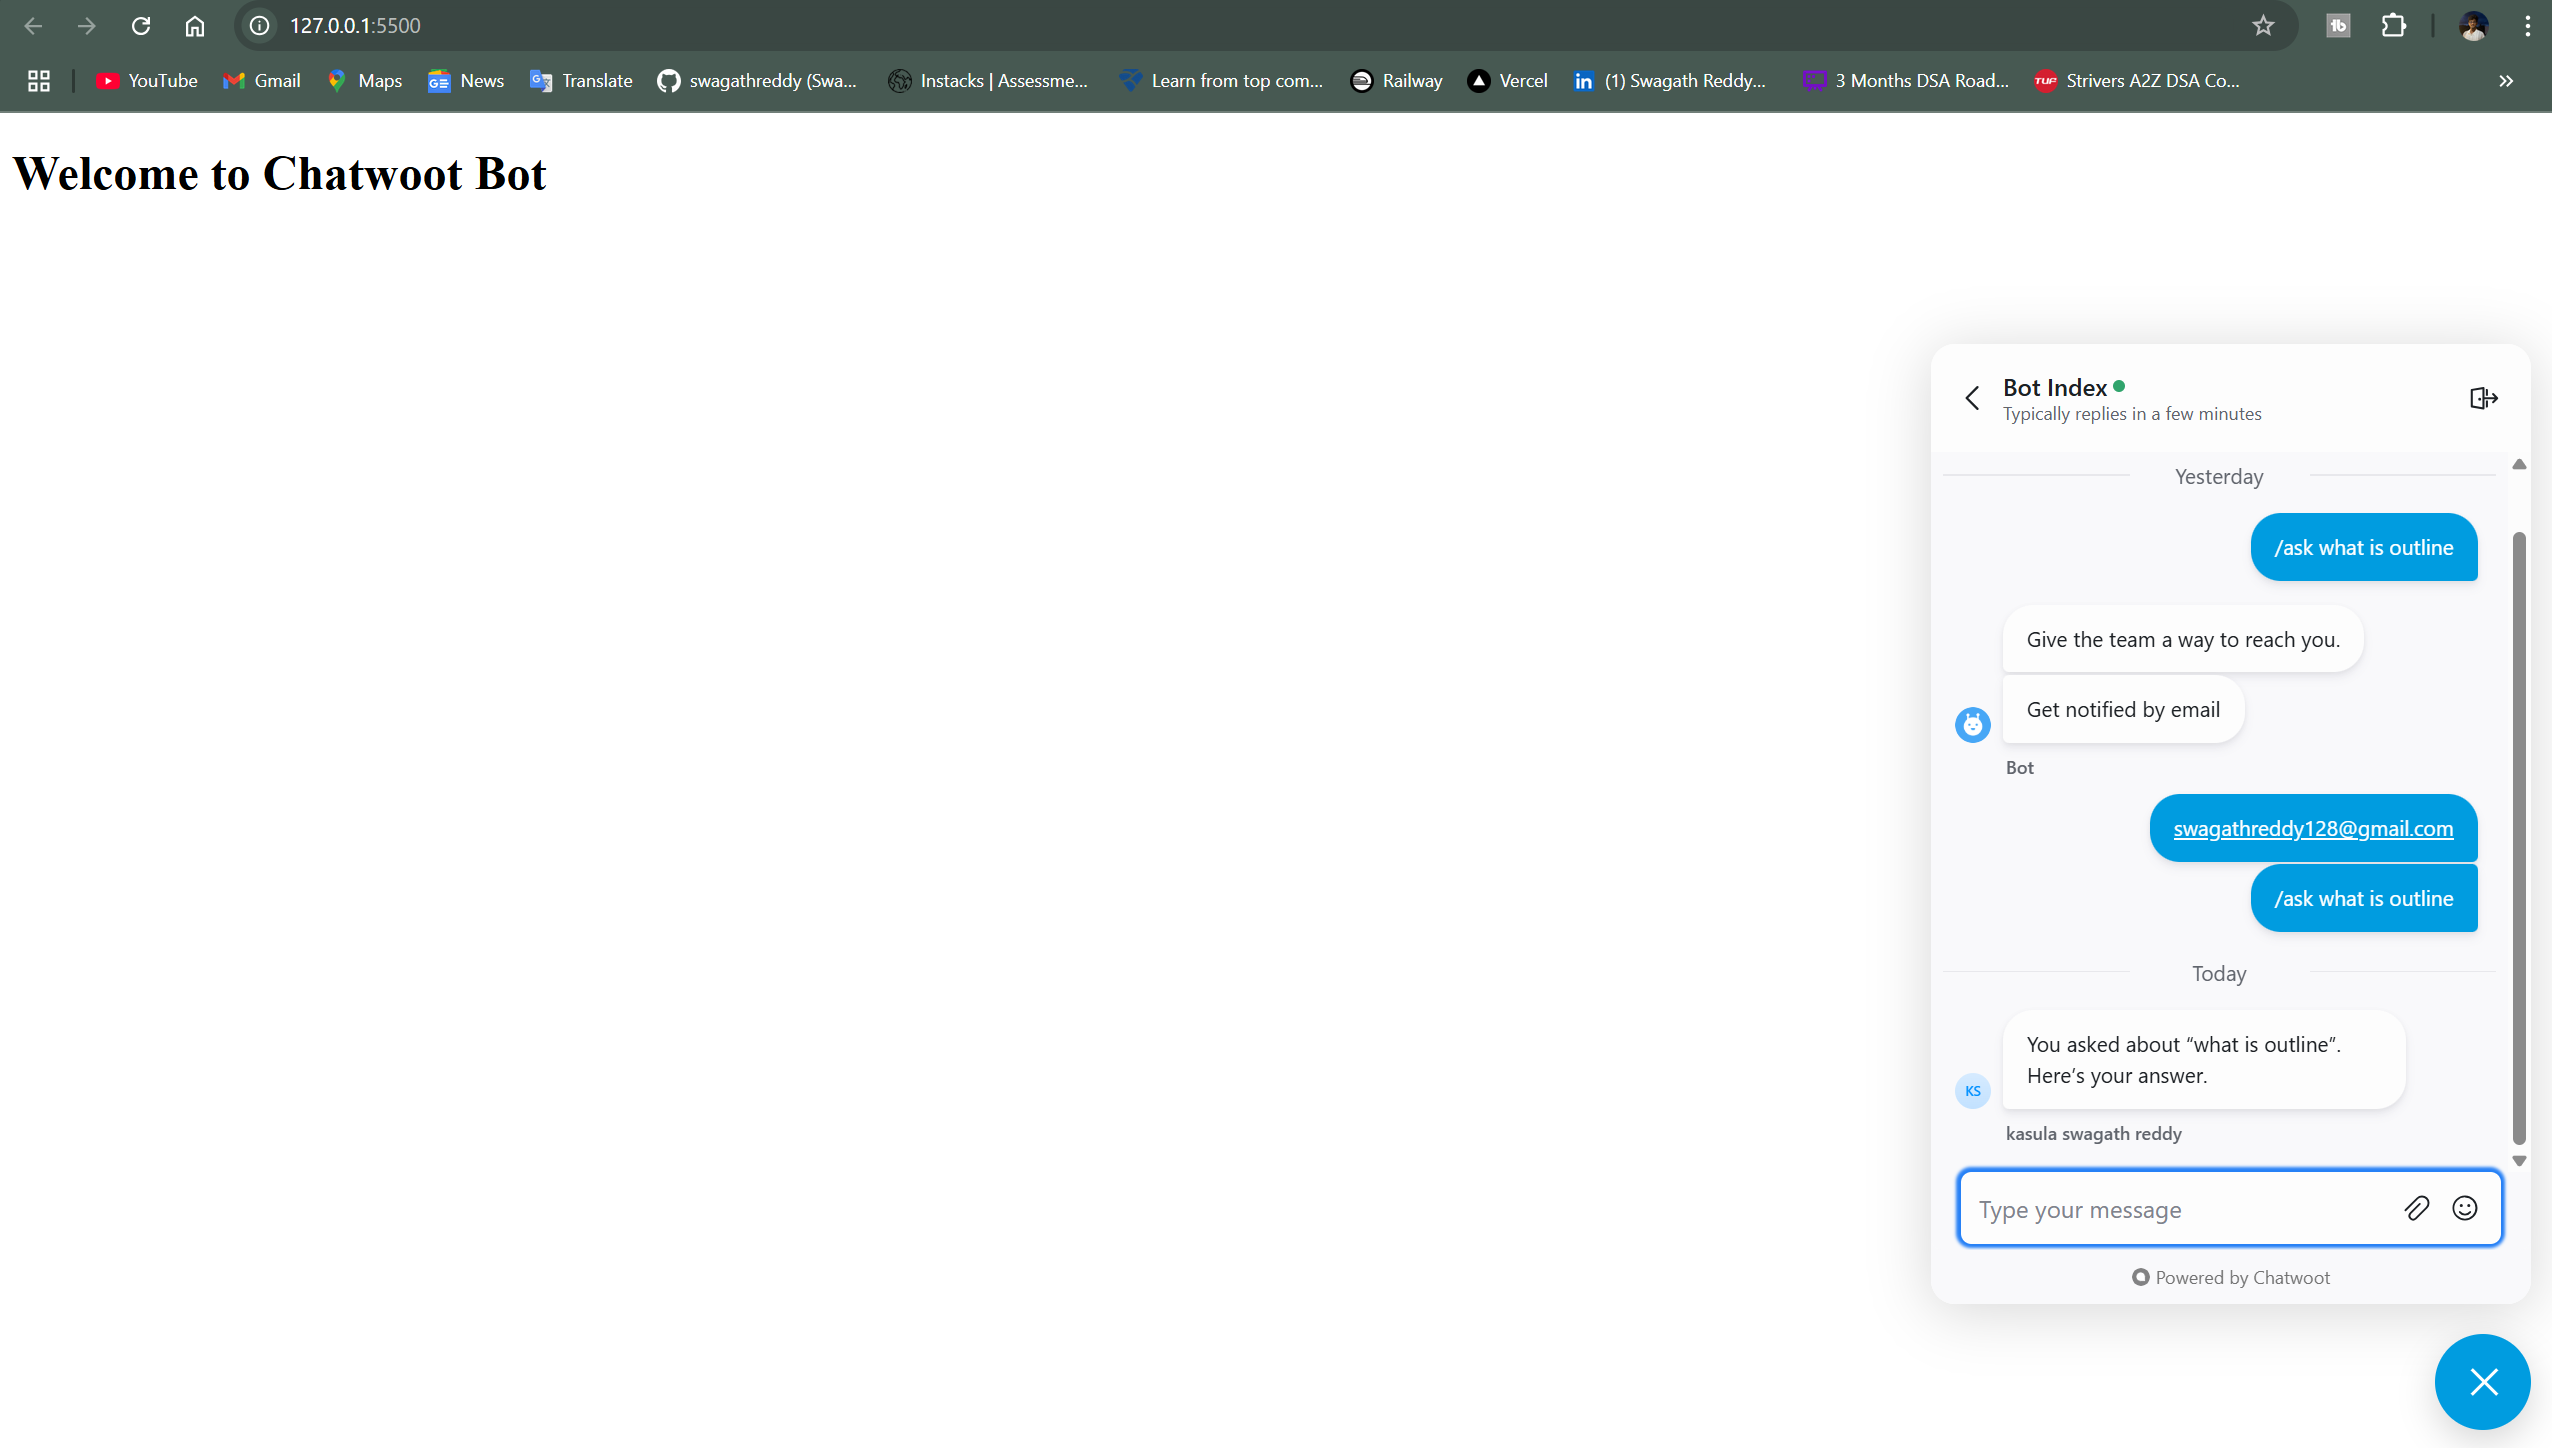 127.0.0.1:5500
YouTube
Gmail
Maps
News
Translate
swagathreddy (Swa...
Instacks | Assessme...
Learn from top com...
Railway
Vercel
(1) Swagath Reddy...
3 Months DSA Road...
Strivers A2Z DSA Co...
Welcome to Chatwoot Bot
Bot Index
Typically replies in a few minutes
Yesterday
/ask what is outline
Give the team a way to reach you.
Get notified by email
Bot
swagathreddy128@gmail.com
/ask what is outline
Today
You asked about “what is outline”.
Here’s your answer.
KS
kasula swagath reddy
Type your message
Powered by Chatwoot